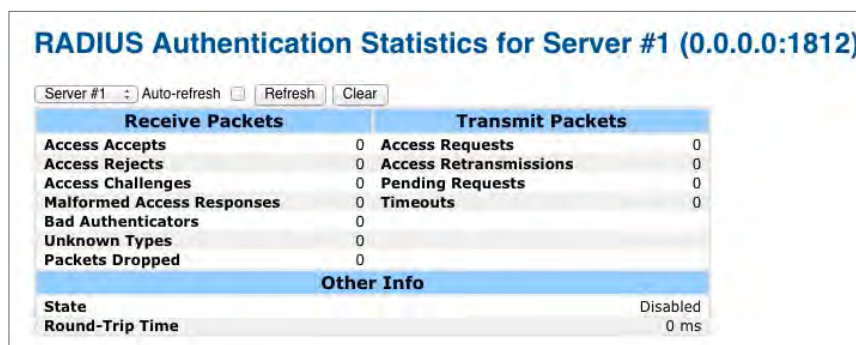 RADIUS Authentication Statistics for Server #1 (0.0.0.0:1812)
Server #1 Auto-refresh Refresh Clear
Receive Packets Transmit Packets
Access Accepts 0 Access Requests 0
Access Rejects 0 Access Retransmissions 0
Access Challenges 0 Pending Requests 0
Malformed Access Responses 0 Timeouts 0
Bad Authenticators 0
Unknown Types 0
Packets Dropped 0
Other Info
State Disabled
Round-Trip Time 0 ms